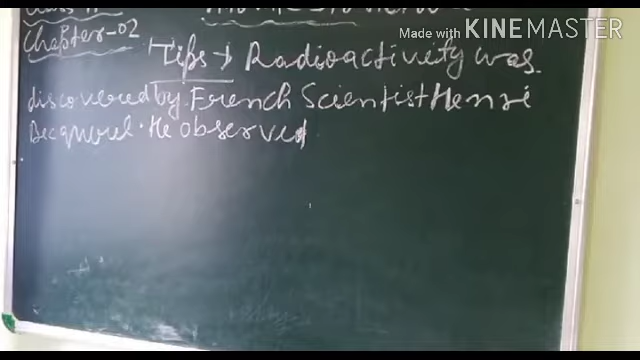 Made with KINEMASTER
Chapter-02
Tips → Radioactivity was
discovered by French Scientist Henri
Becquerel. He observed